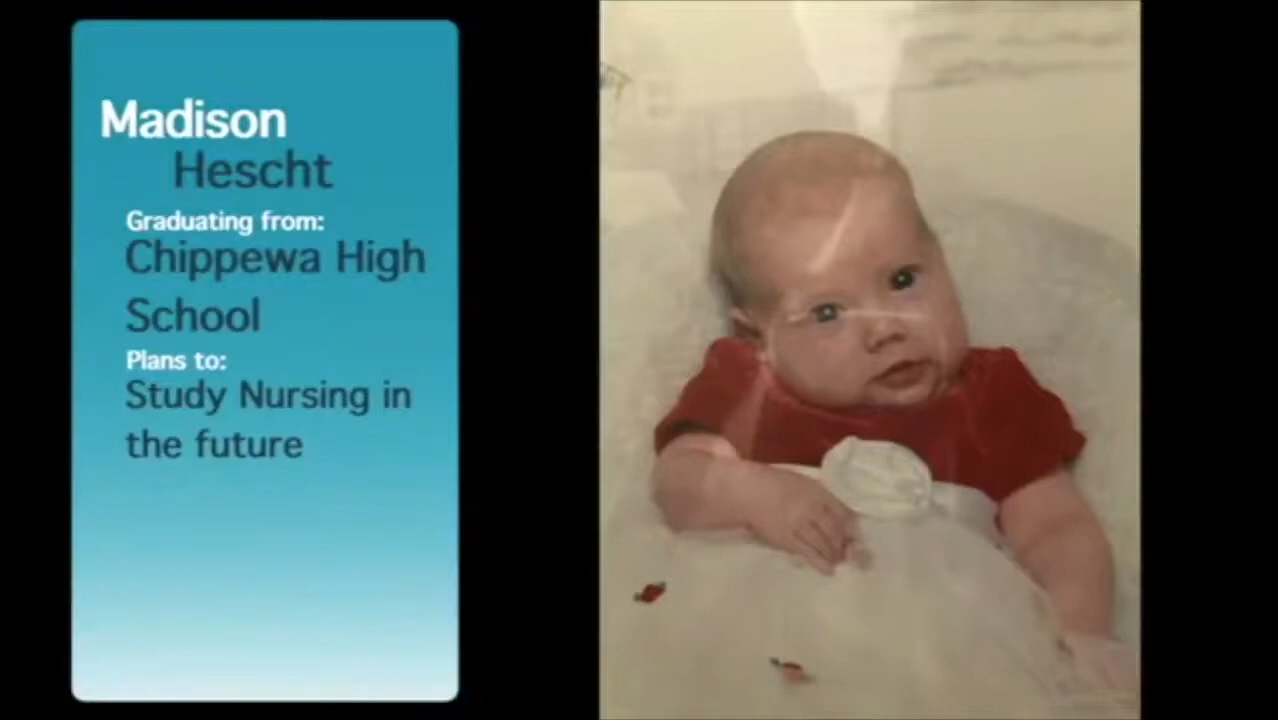 Madison
Hescht
Graduating from:
Chippewa High
School
Plans to:
Study Nursing in
the future